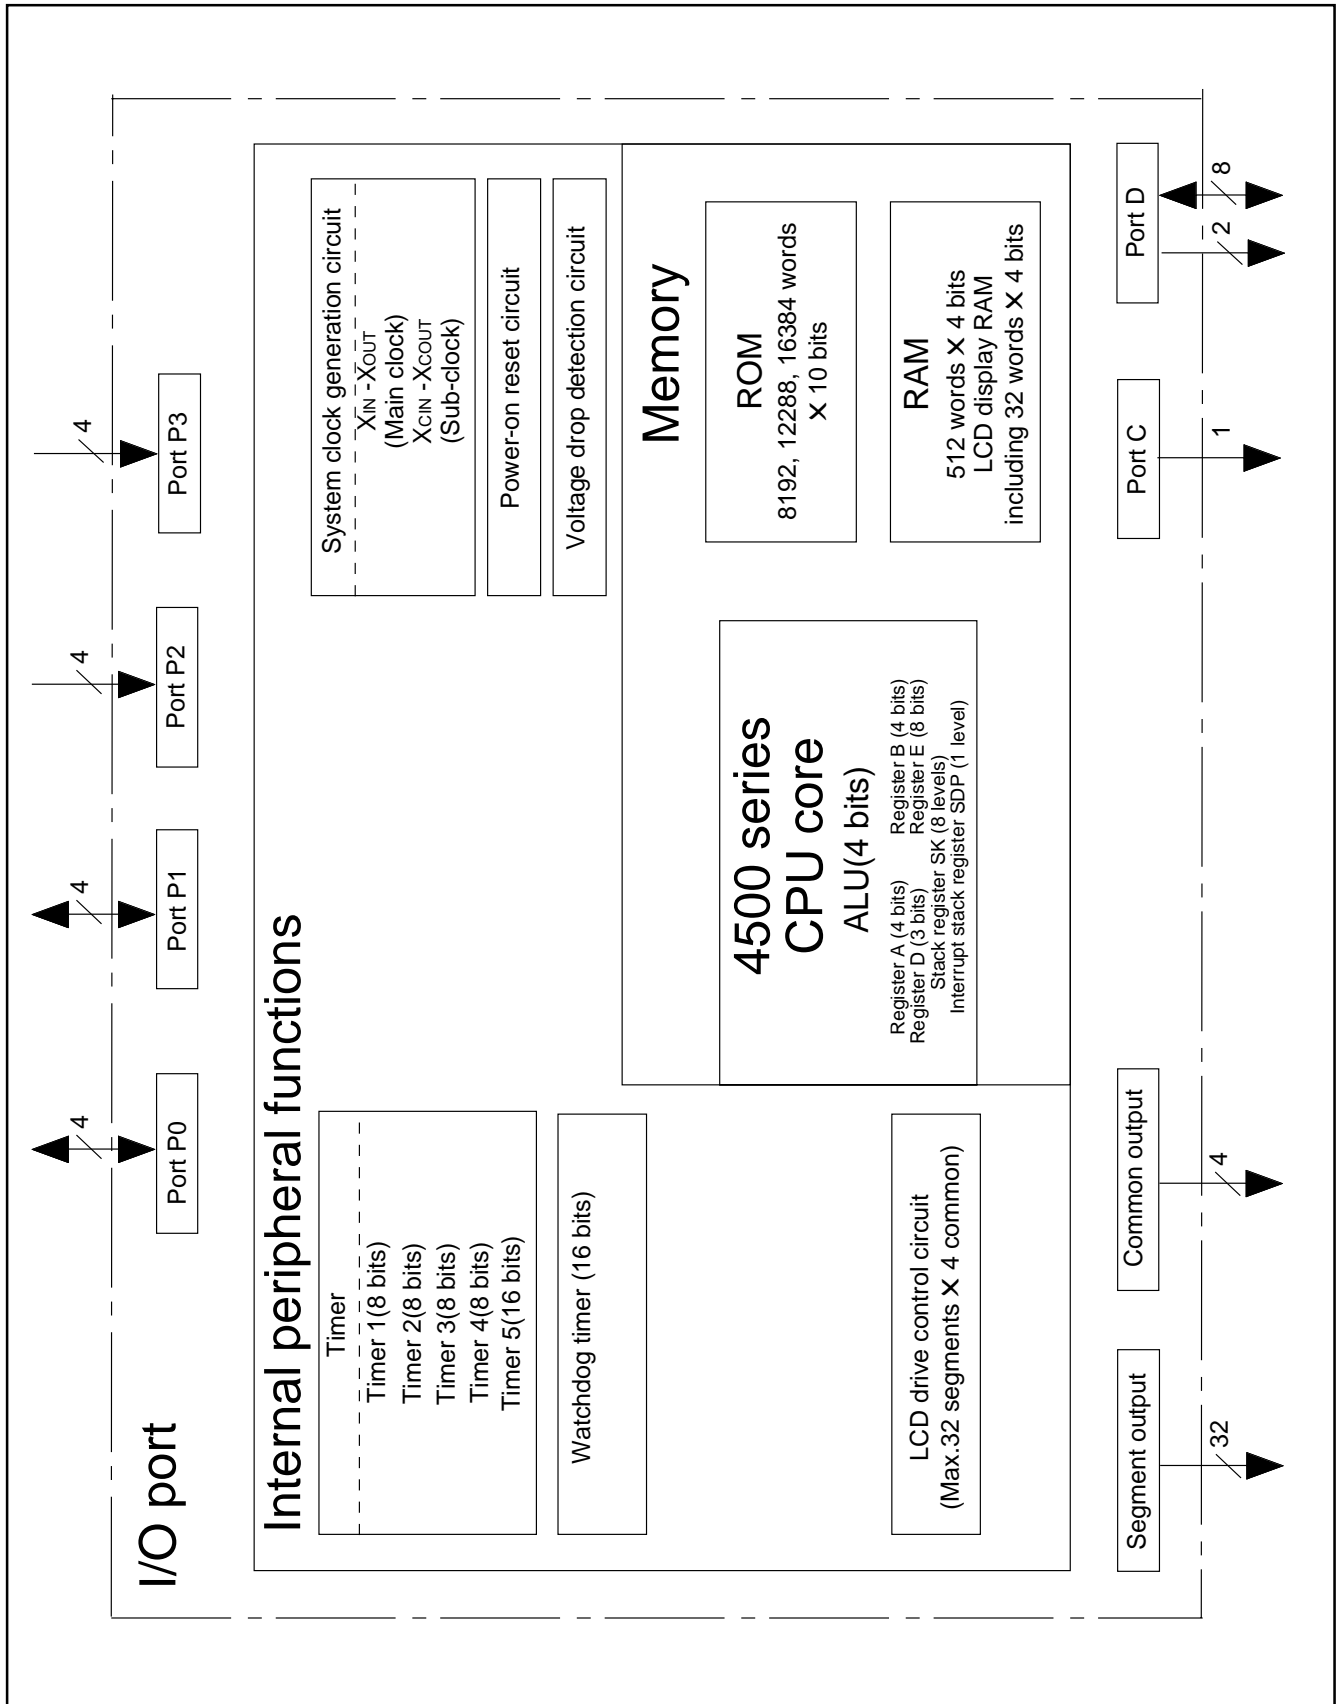 I/O port
4
Port P0
4
Port P1
4
Port P2
4
Port P3
Internal peripheral functions
Timer
Timer 1(8 bits)
Timer 2(8 bits)
Timer 3(8 bits)
Timer 4(8 bits)
Timer 5(16 bits)
Watchdog timer (16 bits)
LCD drive control circuit
(Max.32 segments X 4 common)
System clock generation circuit
XIN -XOUT
(Main clock)
XCIN -XCOUT
(Sub-clock)
Power-on reset circuit
Voltage drop detection circuit
4500 series
CPU core
ALU(4 bits)
Register A (4 bits) Register B (4 bits)
Register D (3 bits) Register E (8 bits)
Stack register SK (8 levels)
Interrupt stack register SDP (1 level)
Memory
ROM
8192, 12288, 16384 words
X 10 bits
RAM
512 words X 4 bits
LCD display RAM
including 32 words X 4 bits
Segment output
32
Common output
4
Port C
1
Port D
2
8